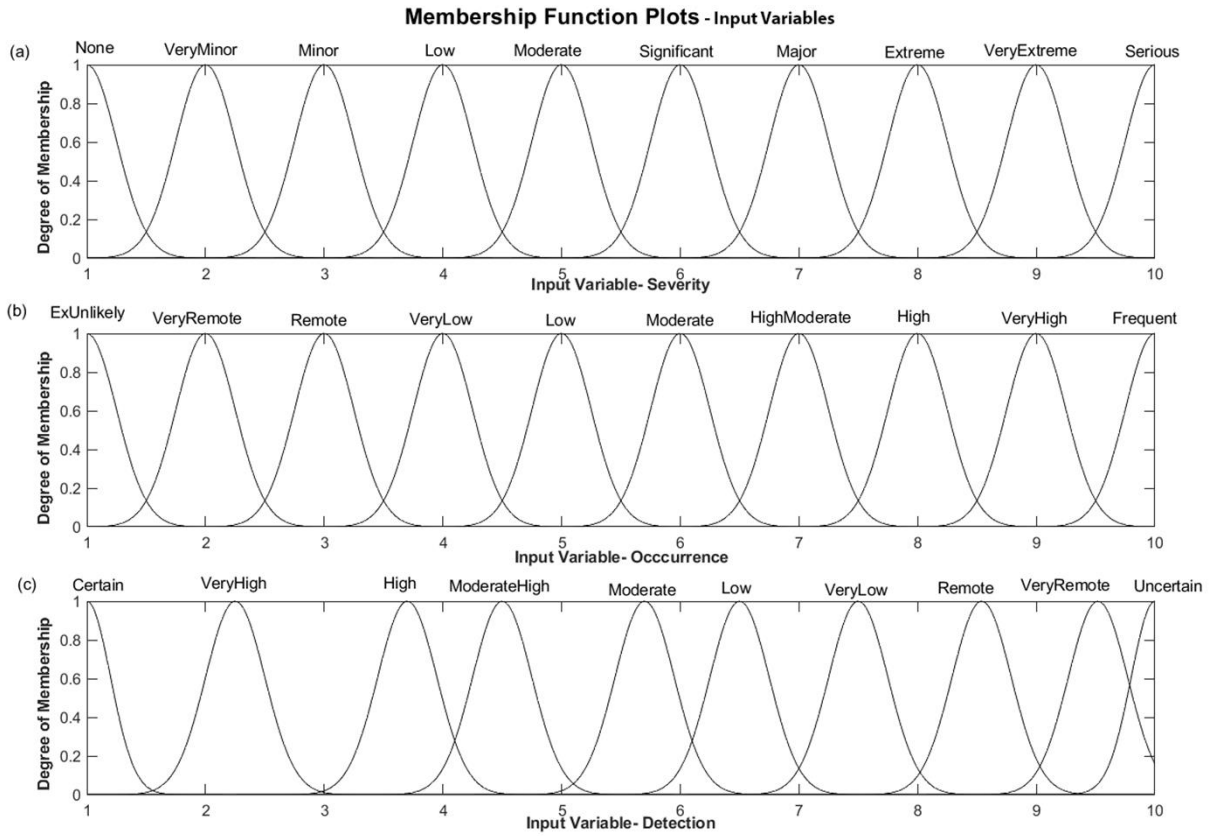 Membership Function Plots - Input Variables
(a) None VeryMinor Minor Low Moderate Significant Major Extreme VeryExtreme Serious
Degree of Membership
1
0.8
0.6
0.4
0.2
0
1 2 3 4 5 6 7 8 9 10
Input Variable- Severity
(b) ExUnlikely VeryRemote Remote VeryLow Low Moderate HighModerate High VeryHigh Frequent
Degree of Membership
1
0.8
0.6
0.4
0.2
0
1 2 3 4 5 6 7 8 9 10
Input Variable- Occcurrence
(c) Certain VeryHigh High ModerateHigh Moderate Low VeryLow Remote VeryRemote Uncertain
Degree of Membership
1
0.8
0.6
0.4
0.2
0
1 2 3 4 5 6 7 8 9 10
Input Variable- Detection